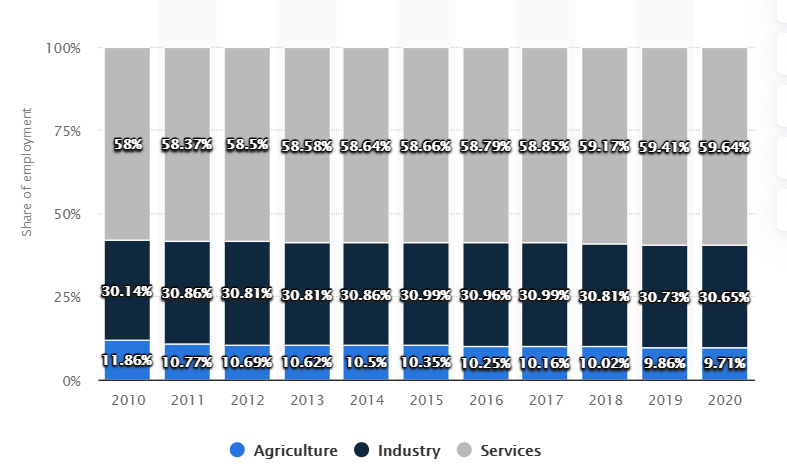 100%
75%
50%
25%
0%
Share of employment
58% 58.37% 58.5% 58.58% 58.64% 58.66% 58.79% 58.85% 59.17% 59.41% 59.64%
30.14% 30.86% 30.81% 30.81% 30.86% 30.99% 30.96% 30.99% 30.81% 30.73% 30.65%
11.86% 10.77% 10.69% 10.62% 10.5% 10.35% 10.25% 10.16% 10.02% 9.86% 9.71%
2010 2011 2012 2013 2014 2015 2016 2017 2018 2019 2020
Agriculture Industry Services